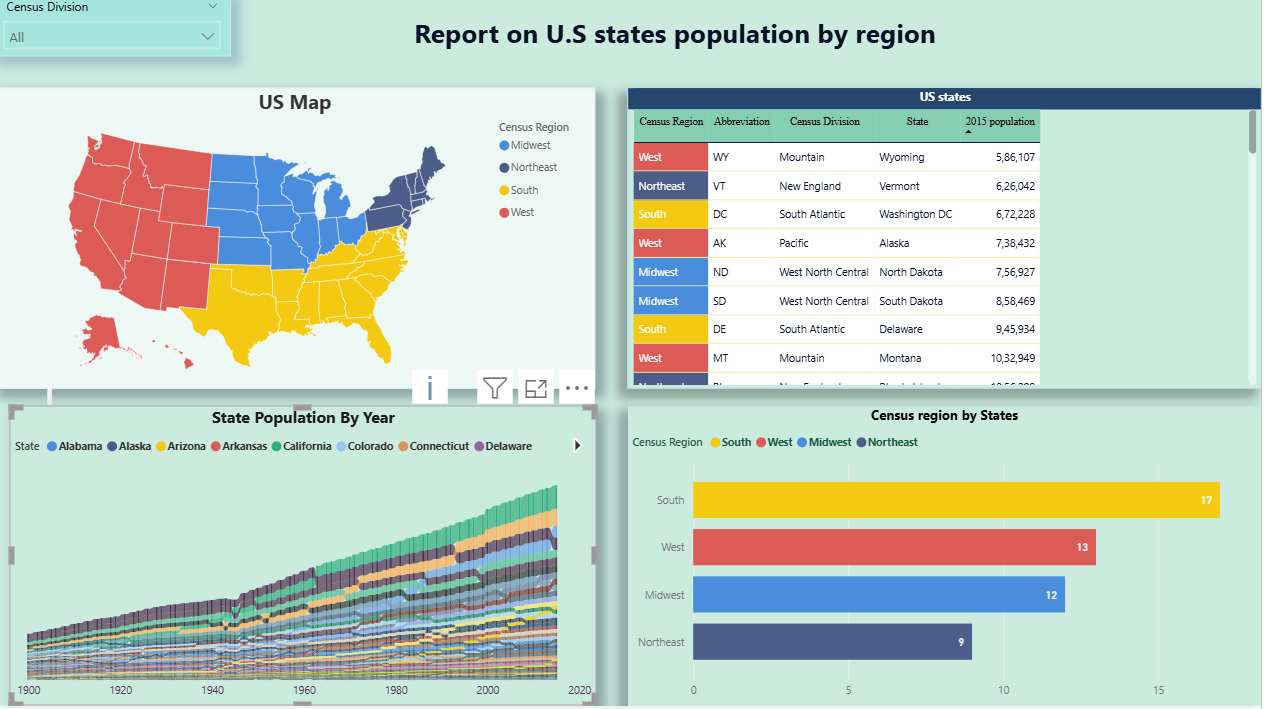 Census Division
All
Report on U.S states population by region
US Map
Census Region
Midwest
Northeast
South
West
US states
Census Region Abbreviation Census Division State 2015 population
West WY Mountain Wyoming 5,86,107
Northeast VT New England Vermont 6,26,042
South DC South Atlantic Washington DC 6,72,228
West AK Pacific Alaska 7,38,432
Midwest ND West North Central North Dakota 7,56,927
Midwest SD West North Central South Dakota 8,58,469
South DE South Atlantic Delaware 9,45,934
West MT Mountain Montana 10,32,949
i
State Population By Year
State Alabama Alaska Arizona Arkansas California Colorado Connecticut Delaware
1900 1920 1940 1960 1980 2000 2020
Census region by States
Census Region South West Midwest Northeast
South 17
West 13
Midwest 12
Northeast 9
0 5 10 15